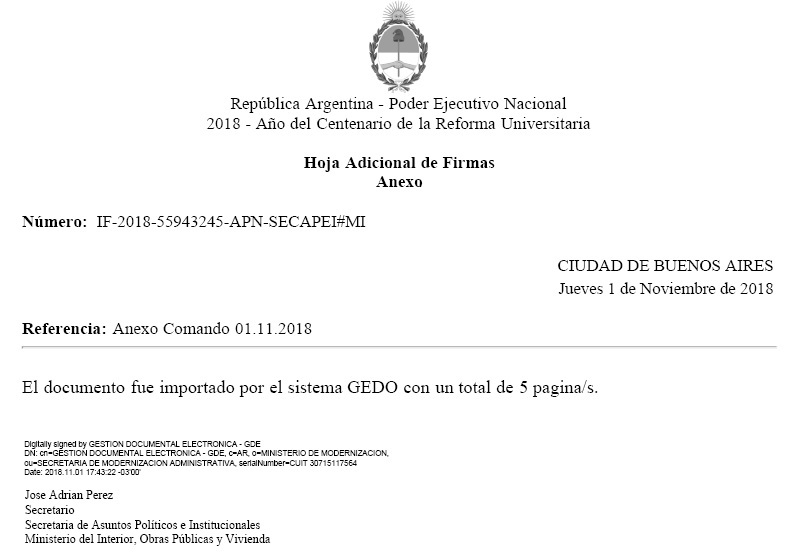 República Argentina - Poder Ejecutivo Nacional
2018 - Año del Centenario de la Reforma Universitaria
Hoja Adicional de Firmas
Anexo
Número: IF-2018-55943245-APN-SECAPEI#MI
CIUDAD DE BUENOS AIRES
Jueves 1 de Noviembre de 2018
Referencia: Anexo Comando 01.11.2018
El documento fue importado por el sistema GEDO con un total de 5 pagina/s.
Digitally signed by GESTION DOCUMENTAL ELECTRONICA - GDE
DN: cn=GESTION DOCUMENTAL ELECTRONICA - GDE, c=AR, o=MINISTERIO DE MODERNIZACION,
ou=SECRETARIA DE MODERNIZACION ADMINISTRATIVA, serialNumber=CUIT 30715117564
Date: 2018.11.01 17:43:22 -03'00'
Jose Adrian Perez
Secretario
Secretaria de Asuntos Políticos e Institucionales
Ministerio del Interior, Obras Públicas y Vivienda